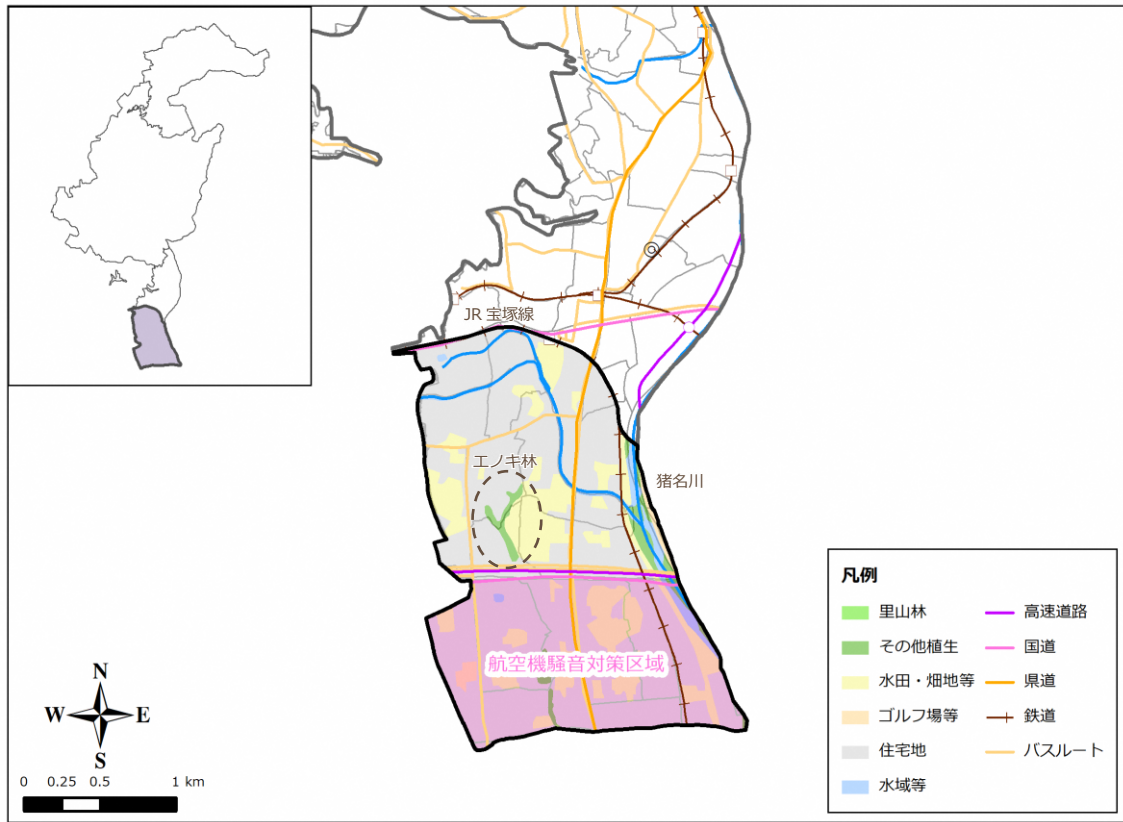 JR 宝塚線
エノキ林
猪名川
航空機騒音対策区域
N
W
E
S
0 0.25 0.5 1 km
凡例
里山林
高速道路
その他植生
国道
水田・畑地等
県道
ゴルフ場等
鉄道
住宅地
バスルート
水域等